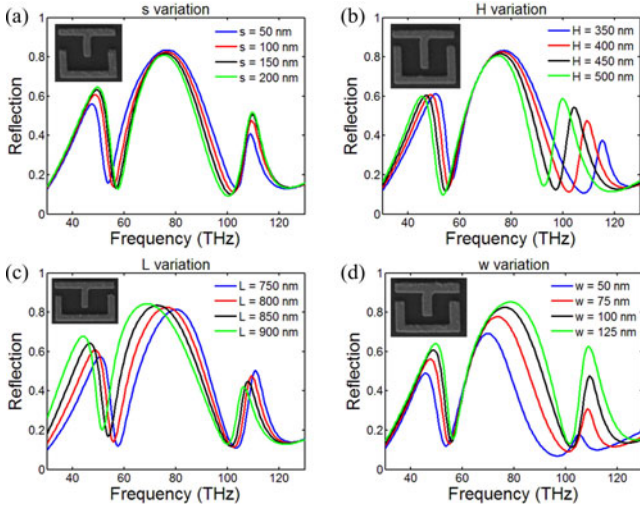 (a)
s variation
s = 50 nm
s = 100 nm
s = 150 nm
s = 200 nm
Reflection
1
0.8
0.6
0.4
0.2
0
40 60 80 100 120
Frequency (THz)
(b)
H variation
H = 350 nm
H = 400 nm
H = 450 nm
H = 500 nm
Reflection
1
0.8
0.6
0.4
0.2
0
40 60 80 100 120
Frequency (THz)
(c)
L variation
L = 750 nm
L = 800 nm
L = 850 nm
L = 900 nm
Reflection
1
0.8
0.6
0.4
0.2
0
40 60 80 100 120
Frequency (THz)
(d)
w variation
w = 50 nm
w = 75 nm
w = 100 nm
w = 125 nm
Reflection
1
0.8
0.6
0.4
0.2
0
40 60 80 100 120
Frequency (THz)